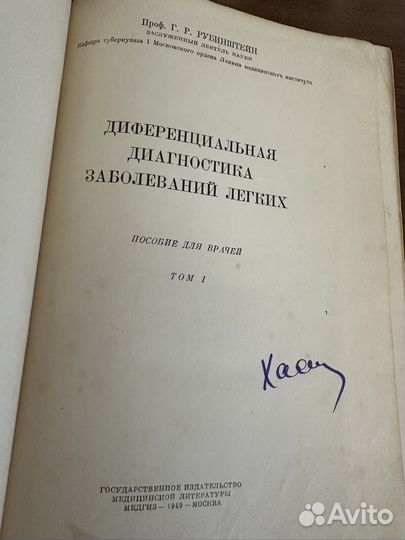 Проф. Г. Р. РУБИНШТЕЙН
ЗАСЛУЖЕННЫЙ ДЕЯТЕЛЬ НАУКИ
Кафедра туберкулеза I Московского ордена Ленина медицинского института
ДИФЕРЕНЦИАЛЬНАЯ
ДИАГНОСТИКА
ЗАБОЛЕВАНИЙ ЛЕГКИХ
ПОСОБИЕ ДЛЯ ВРАЧЕЙ
ТОМ I
ГОСУДАРСТВЕННОЕ ИЗДАТЕЛЬСТВО
МЕДИЦИНСКОЙ ЛИТЕРАТУРЫ
МЕДГИЗ—1949—МОСКВА
Avito